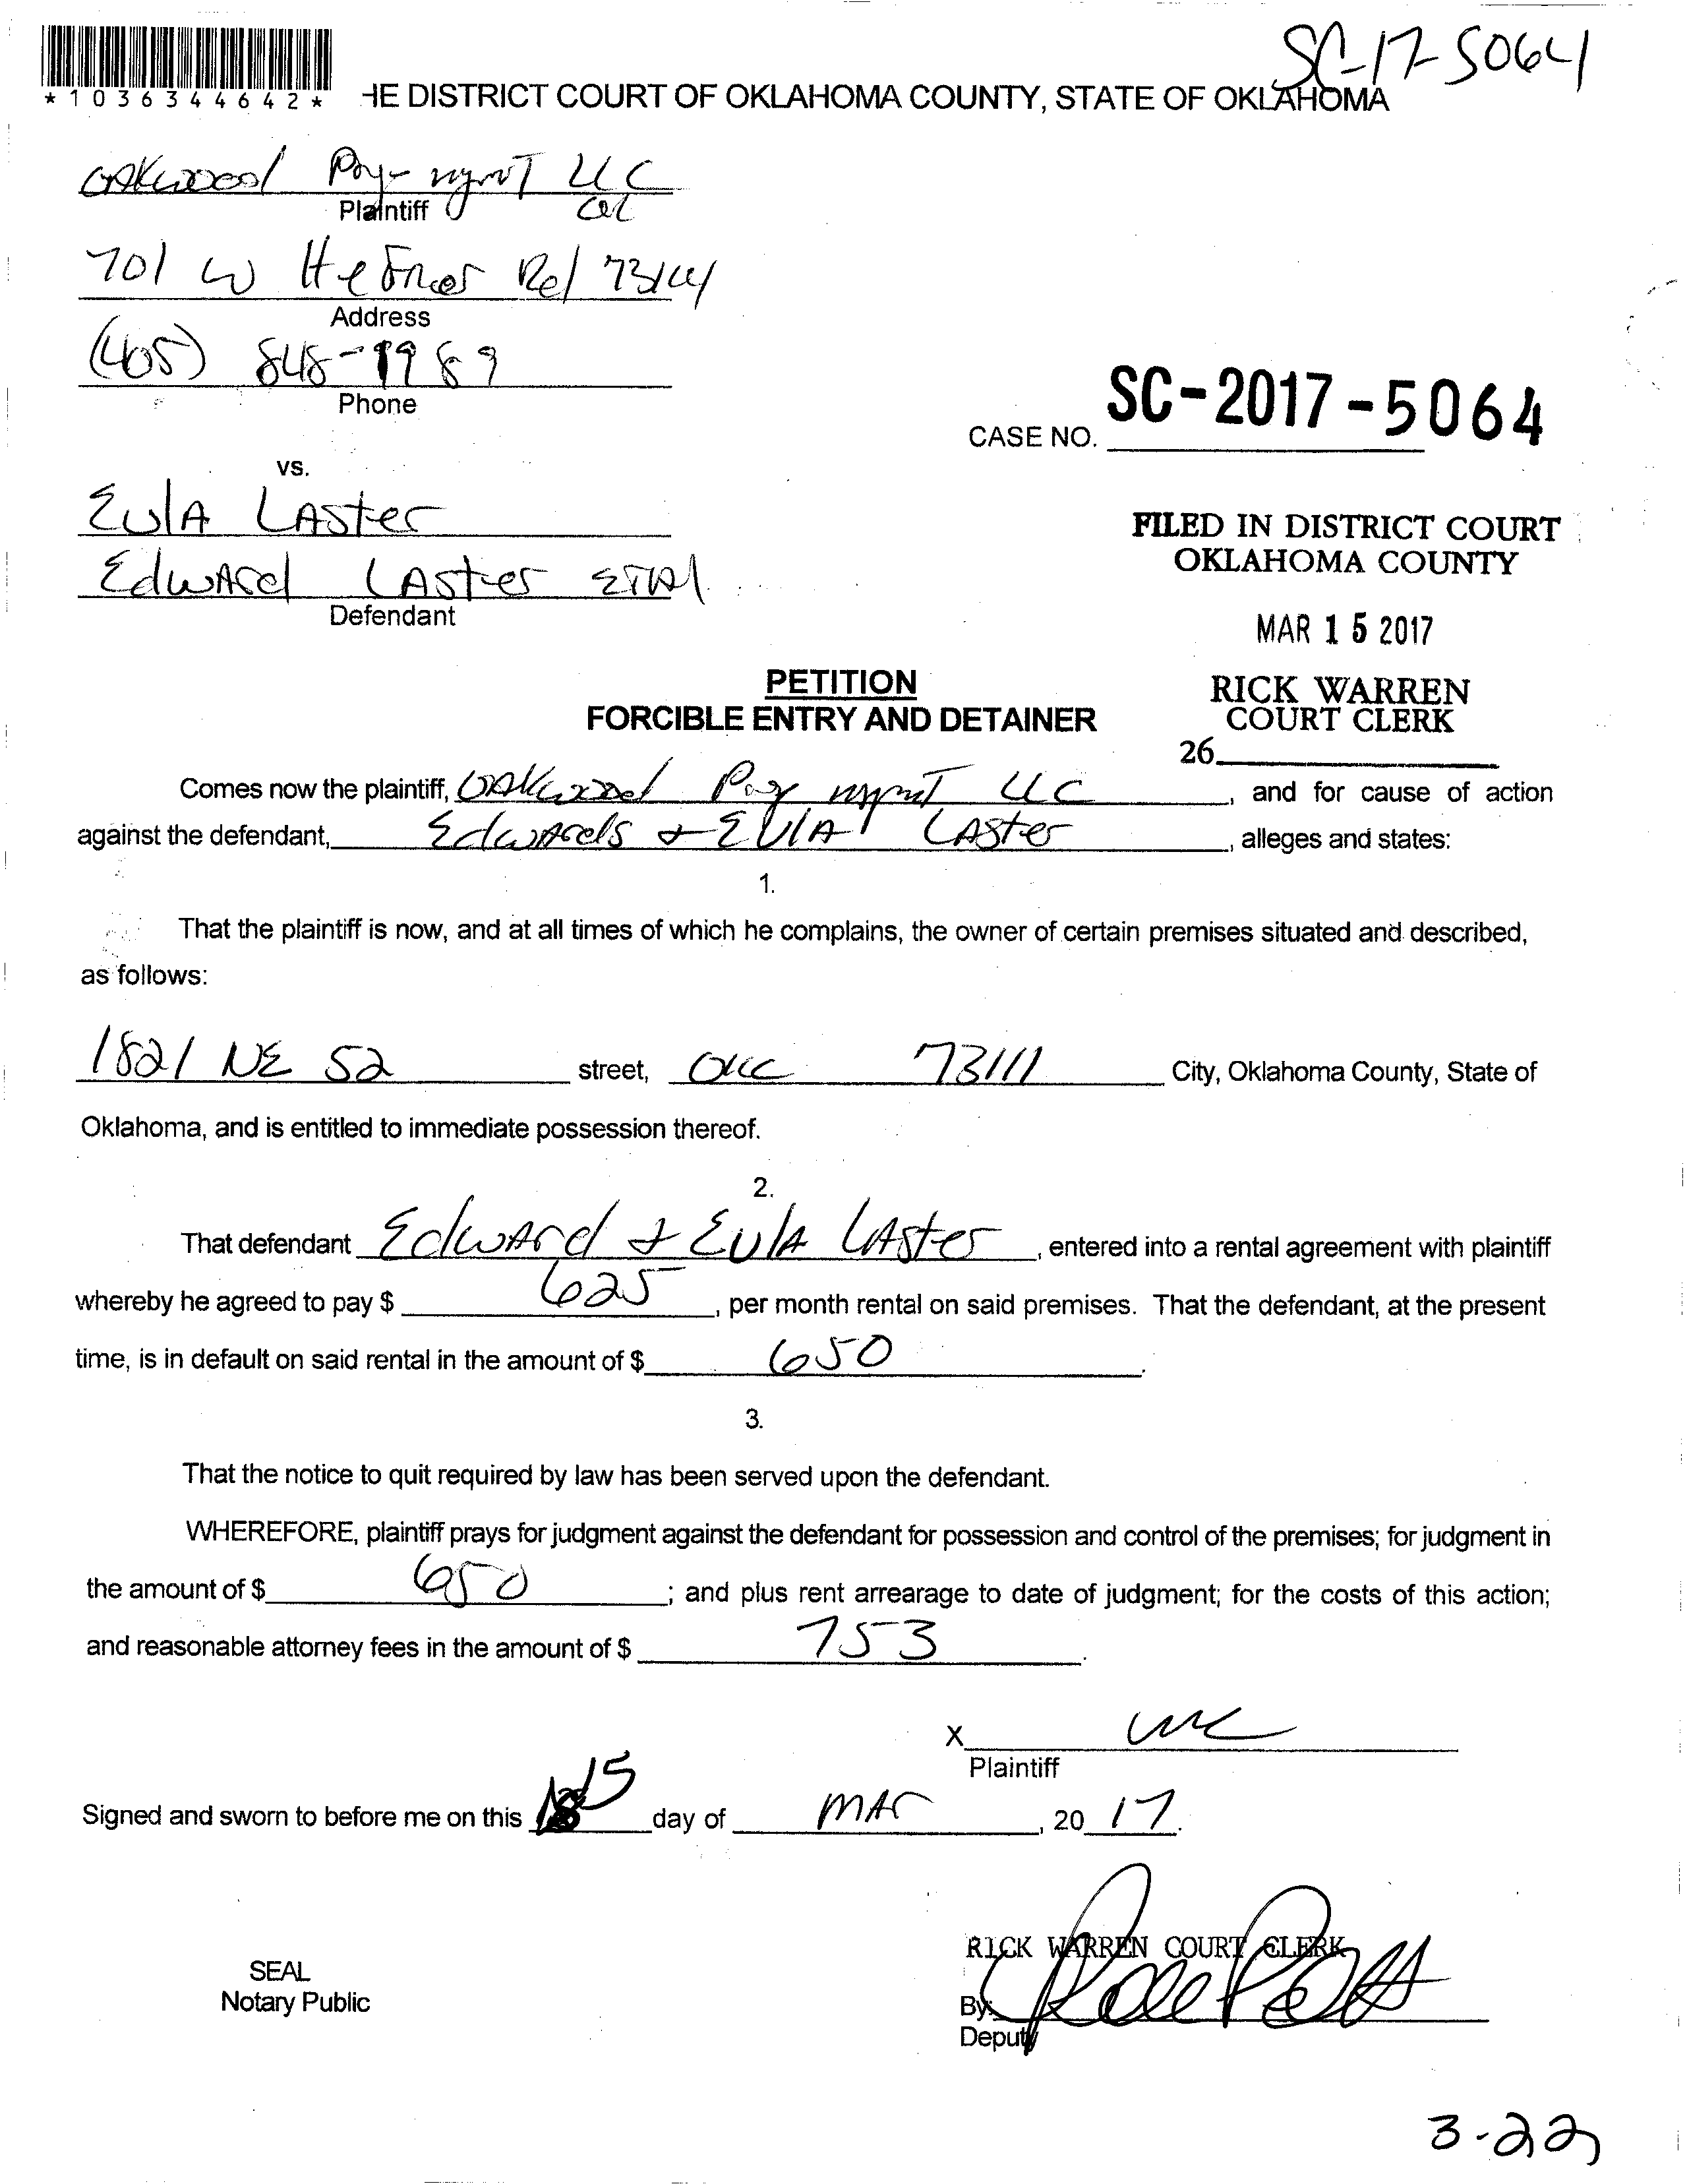 SC-17-5064
*1036344642*
HE DISTRICT COURT OF OKLAHOMA COUNTY, STATE OF OKLAHOMA
OAKwood mgmT LLC
Plaintiff
701 W HeFner Rd
Address
(405) 848-1989
Phone
CASE NO. SC-2017-5064
vs.
EulA LAster
EdwArd LAster ETAl
Defendant
FILED IN DISTRICT COURT
OKLAHOMA COUNTY
MAR 15 2017
RICK WARREN
COURT CLERK
26
PETITION
FORCIBLE ENTRY AND DETAINER
Comes now the plaintiff, OAKwood mgmT LLC, and for cause of action
against the defendant, EdwArds & EulA LAster, alleges and states:
1.
That the plaintiff is now, and at all times of which he complains, the owner of certain premises situated and described,
as follows:
1821 NE 52 street, OKC 73111 City, Oklahoma County, State of
Oklahoma, and is entitled to immediate possession thereof.
2.
That defendant EdwArd & EulA LAster, entered into a rental agreement with plaintiff
whereby he agreed to pay $ 625, per month rental on said premises. That the defendant, at the present
time, is in default on said rental in the amount of $ 650.
3.
That the notice to quit required by law has been served upon the defendant.
WHEREFORE, plaintiff prays for judgment against the defendant for possession and control of the premises; for judgment in
the amount of $ 650; and plus rent arrearage to date of judgment; for the costs of this action;
and reasonable attorney fees in the amount of $ 753.
X
Plaintiff
Signed and sworn to before me on this 15 day of MAr, 20 17.
SEAL
Notary Public
RICK WARREN COURT CLERK
By:
Deputy
3-22